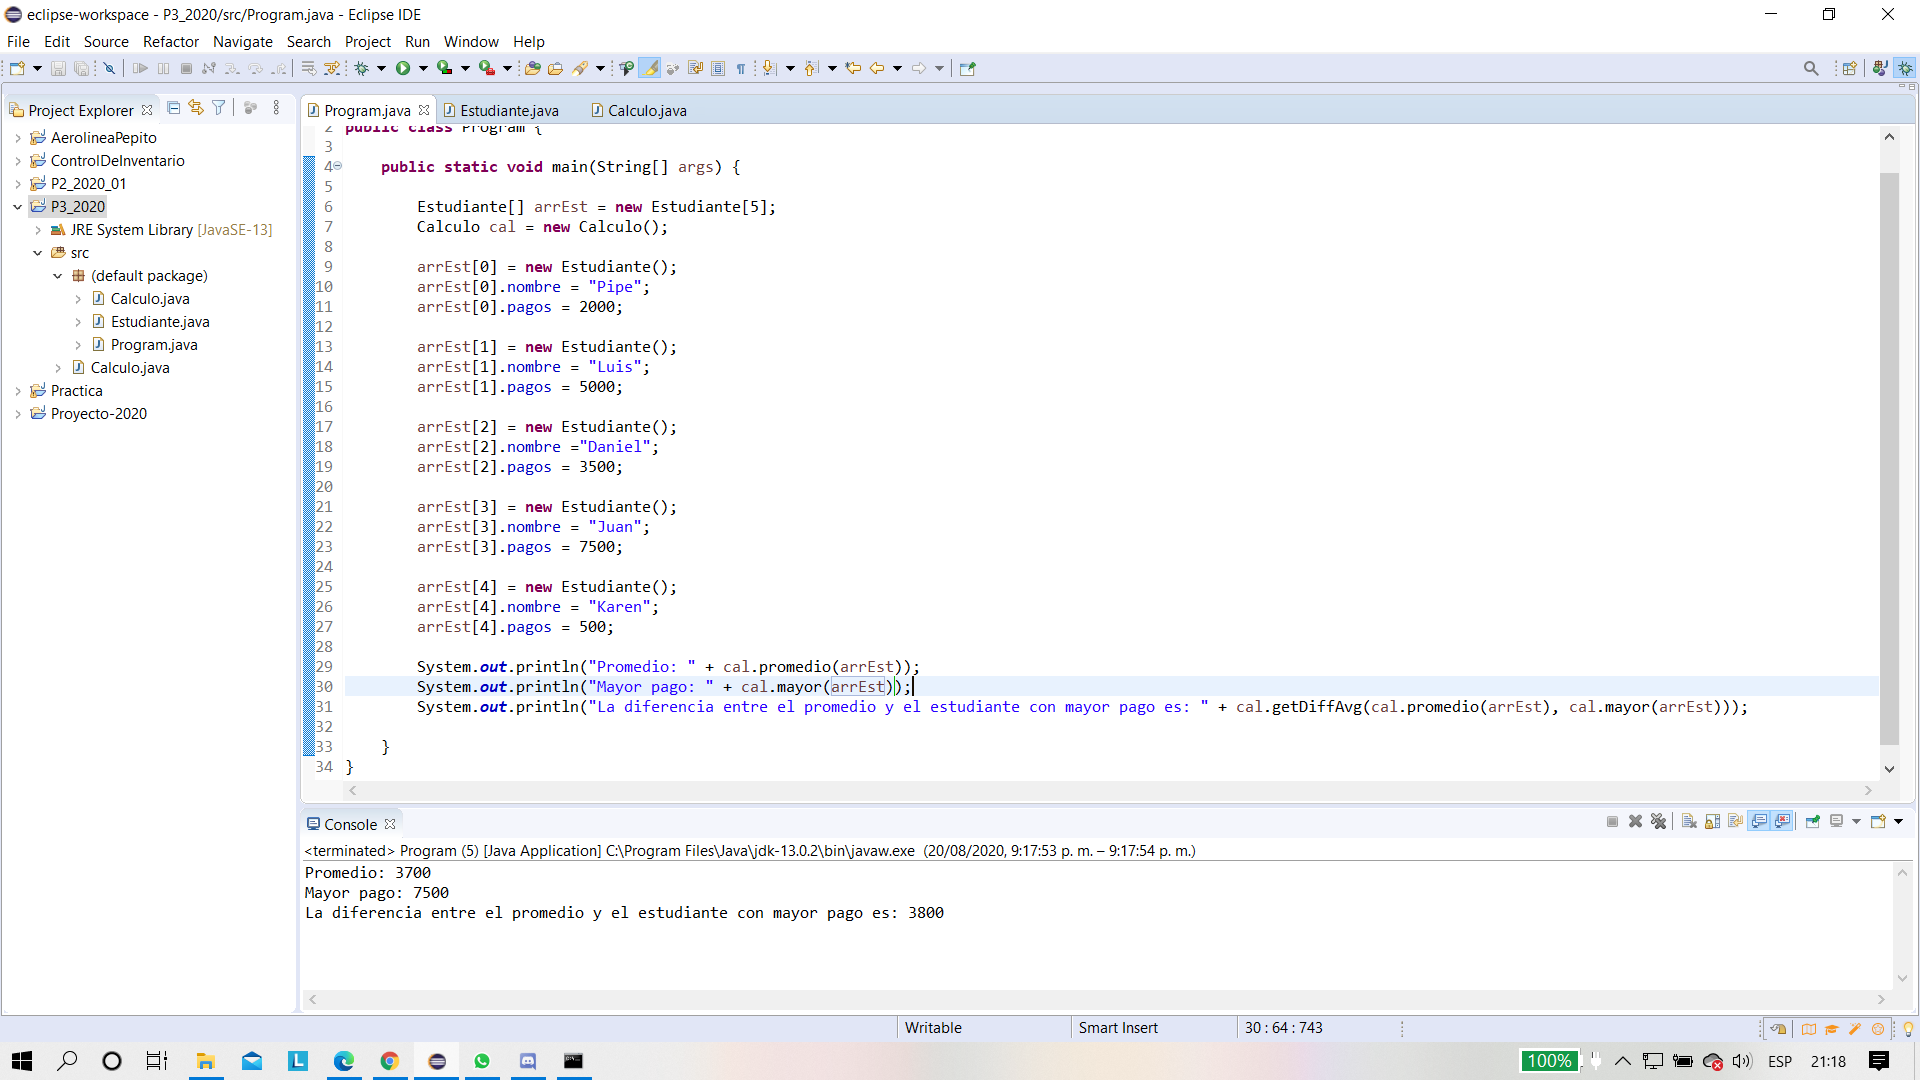 eclipse-workspace - P3_2020/src/Program.java - Eclipse IDE
File Edit Source Refactor Navigate Search Project Run Window Help
Project Explorer
AerolineaPepito
ControlDeInventario
P2_2020_01
P3_2020
JRE System Library [JavaSE-13]
src
(default package)
Calculo.java
Estudiante.java
Program.java
Calculo.java
Practica
Proyecto-2020
Program.java Estudiante.java Calculo.java
2 public class Program {
3
4 public static void main(String[] args) {
5
6 Estudiante[] arrEst = new Estudiante[5];
7 Calculo cal = new Calculo();
8
9 arrEst[0] = new Estudiante();
10 arrEst[0].nombre = "Pipe";
11 arrEst[0].pagos = 2000;
12
13 arrEst[1] = new Estudiante();
14 arrEst[1].nombre = "Luis";
15 arrEst[1].pagos = 5000;
16
17 arrEst[2] = new Estudiante();
18 arrEst[2].nombre ="Daniel";
19 arrEst[2].pagos = 3500;
20
21 arrEst[3] = new Estudiante();
22 arrEst[3].nombre = "Juan";
23 arrEst[3].pagos = 7500;
24
25 arrEst[4] = new Estudiante();
26 arrEst[4].nombre = "Karen";
27 arrEst[4].pagos = 500;
28
29 System.out.println("Promedio: " + cal.promedio(arrEst));
30 System.out.println("Mayor pago: " + cal.mayor(arrEst));
31 System.out.println("La diferencia entre el promedio y el estudiante con mayor pago es: " + cal.getDiffAvg(cal.promedio(arrEst), cal.mayor(arrEst)));
32
33 }
34 }
Console
<terminated> Program (5) [Java Application] C:\Program Files\Java\jdk-13.0.2\bin\javaw.exe (20/08/2020, 9:17:53 p. m. – 9:17:54 p. m.)
Promedio: 3700
Mayor pago: 7500
La diferencia entre el promedio y el estudiante con mayor pago es: 3800
Writable Smart Insert 30 : 64 : 743
100% ESP 21:18